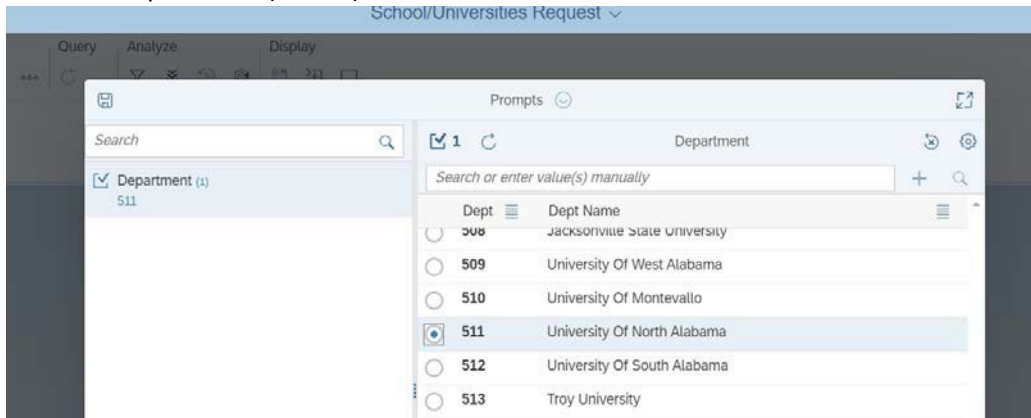 School/Universities Request
Query Analyze Display
Prompts
Search
1 Department
Department (1)
511
Search or enter value(s) manually
Dept Dept Name
508 Jacksonville State University
509 University Of West Alabama
510 University Of Montevallo
511 University Of North Alabama
512 University Of South Alabama
513 Troy University